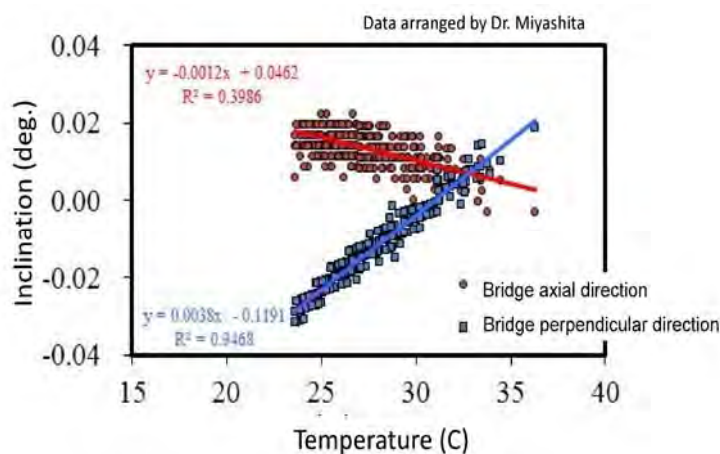 Data arranged by Dr. Miyashita
0.04
y = -0.0012x + 0.0462
R² = 0.3986
0.02
0.00
-0.02
-0.04
Inclination (deg.)
Bridge axial direction
Bridge perpendicular direction
y = 0.0038x - 0.1191
R² = 0.9468
15 20 25 30 35 40
Temperature (C)